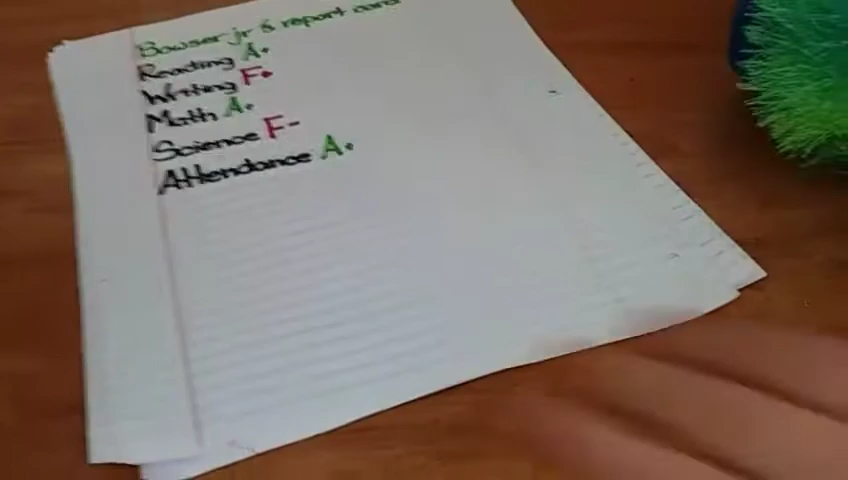 Bowser jr s report card
Reading A+
Writing F+
Math A+
Science F-
Attendance A+